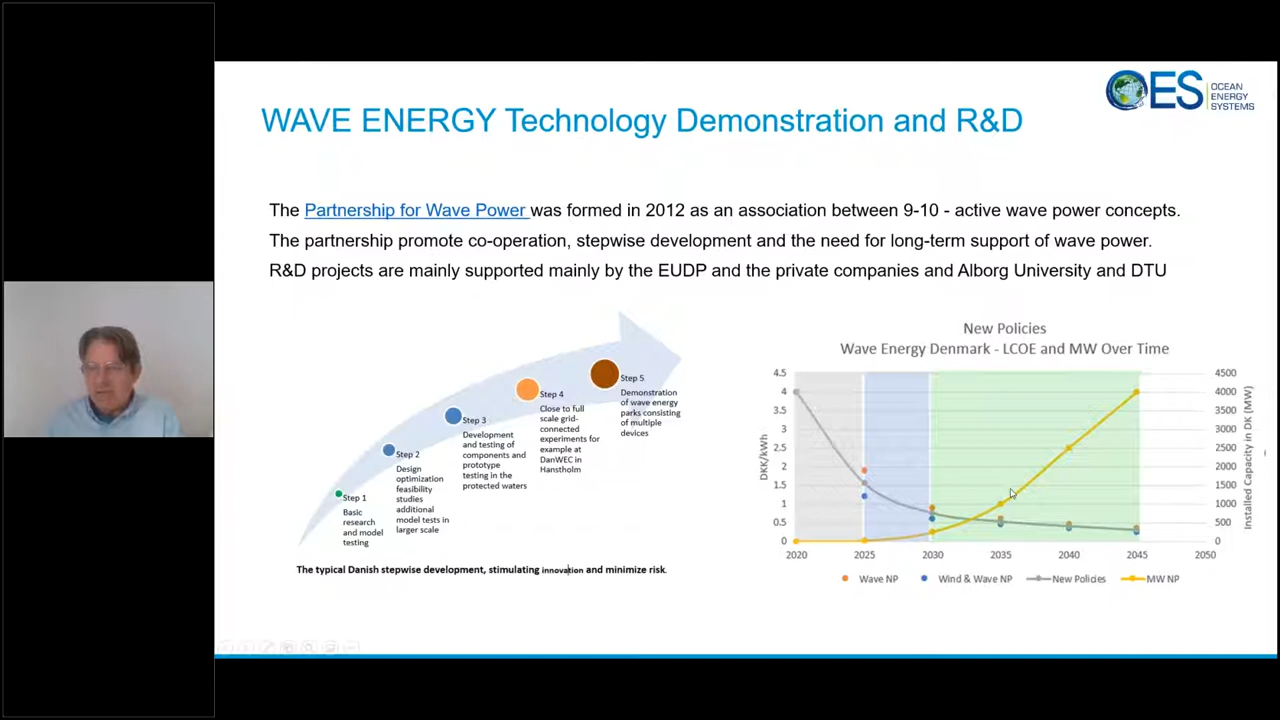 OES OCEAN
ENERGY
SYSTEMS
WAVE ENERGY Technology Demonstration and R&D
The Partnership for Wave Power was formed in 2012 as an association between 9-10 - active wave power concepts.
The partnership promote co-operation, stepwise development and the need for long-term support of wave power.
R&D projects are mainly supported mainly by the EUDP and the private companies and Alborg University and DTU
Step 1
Basic
research
and model
testing
Step 2
Design
optimization
feasibility
studies
additional
model tests in
larger scale
Step 3
Development
and testing of
components and
prototype
testing in the
protected waters
Step 4
Close to full
scale grid-
connected
experiments for
example at
DanWEC in
Hanstholm
Step 5
Demonstration
of wave energy
parks consisting
of multiple
devices
The typical Danish stepwise development, stimulating innovation and minimize risk.
New Policies
Wave Energy Denmark - LCOE and MW Over Time
DKK/kWh
4.5
4
3.5
3
2.5
2
1.5
1
0.5
0
4500
4000
3500
3000
2500
2000
1500
1000
500
0
Installed Capacity in DK (MW)
2020 2025 2030 2035 2040 2045 2050
Wave NP Wind & Wave NP New Policies MW NP